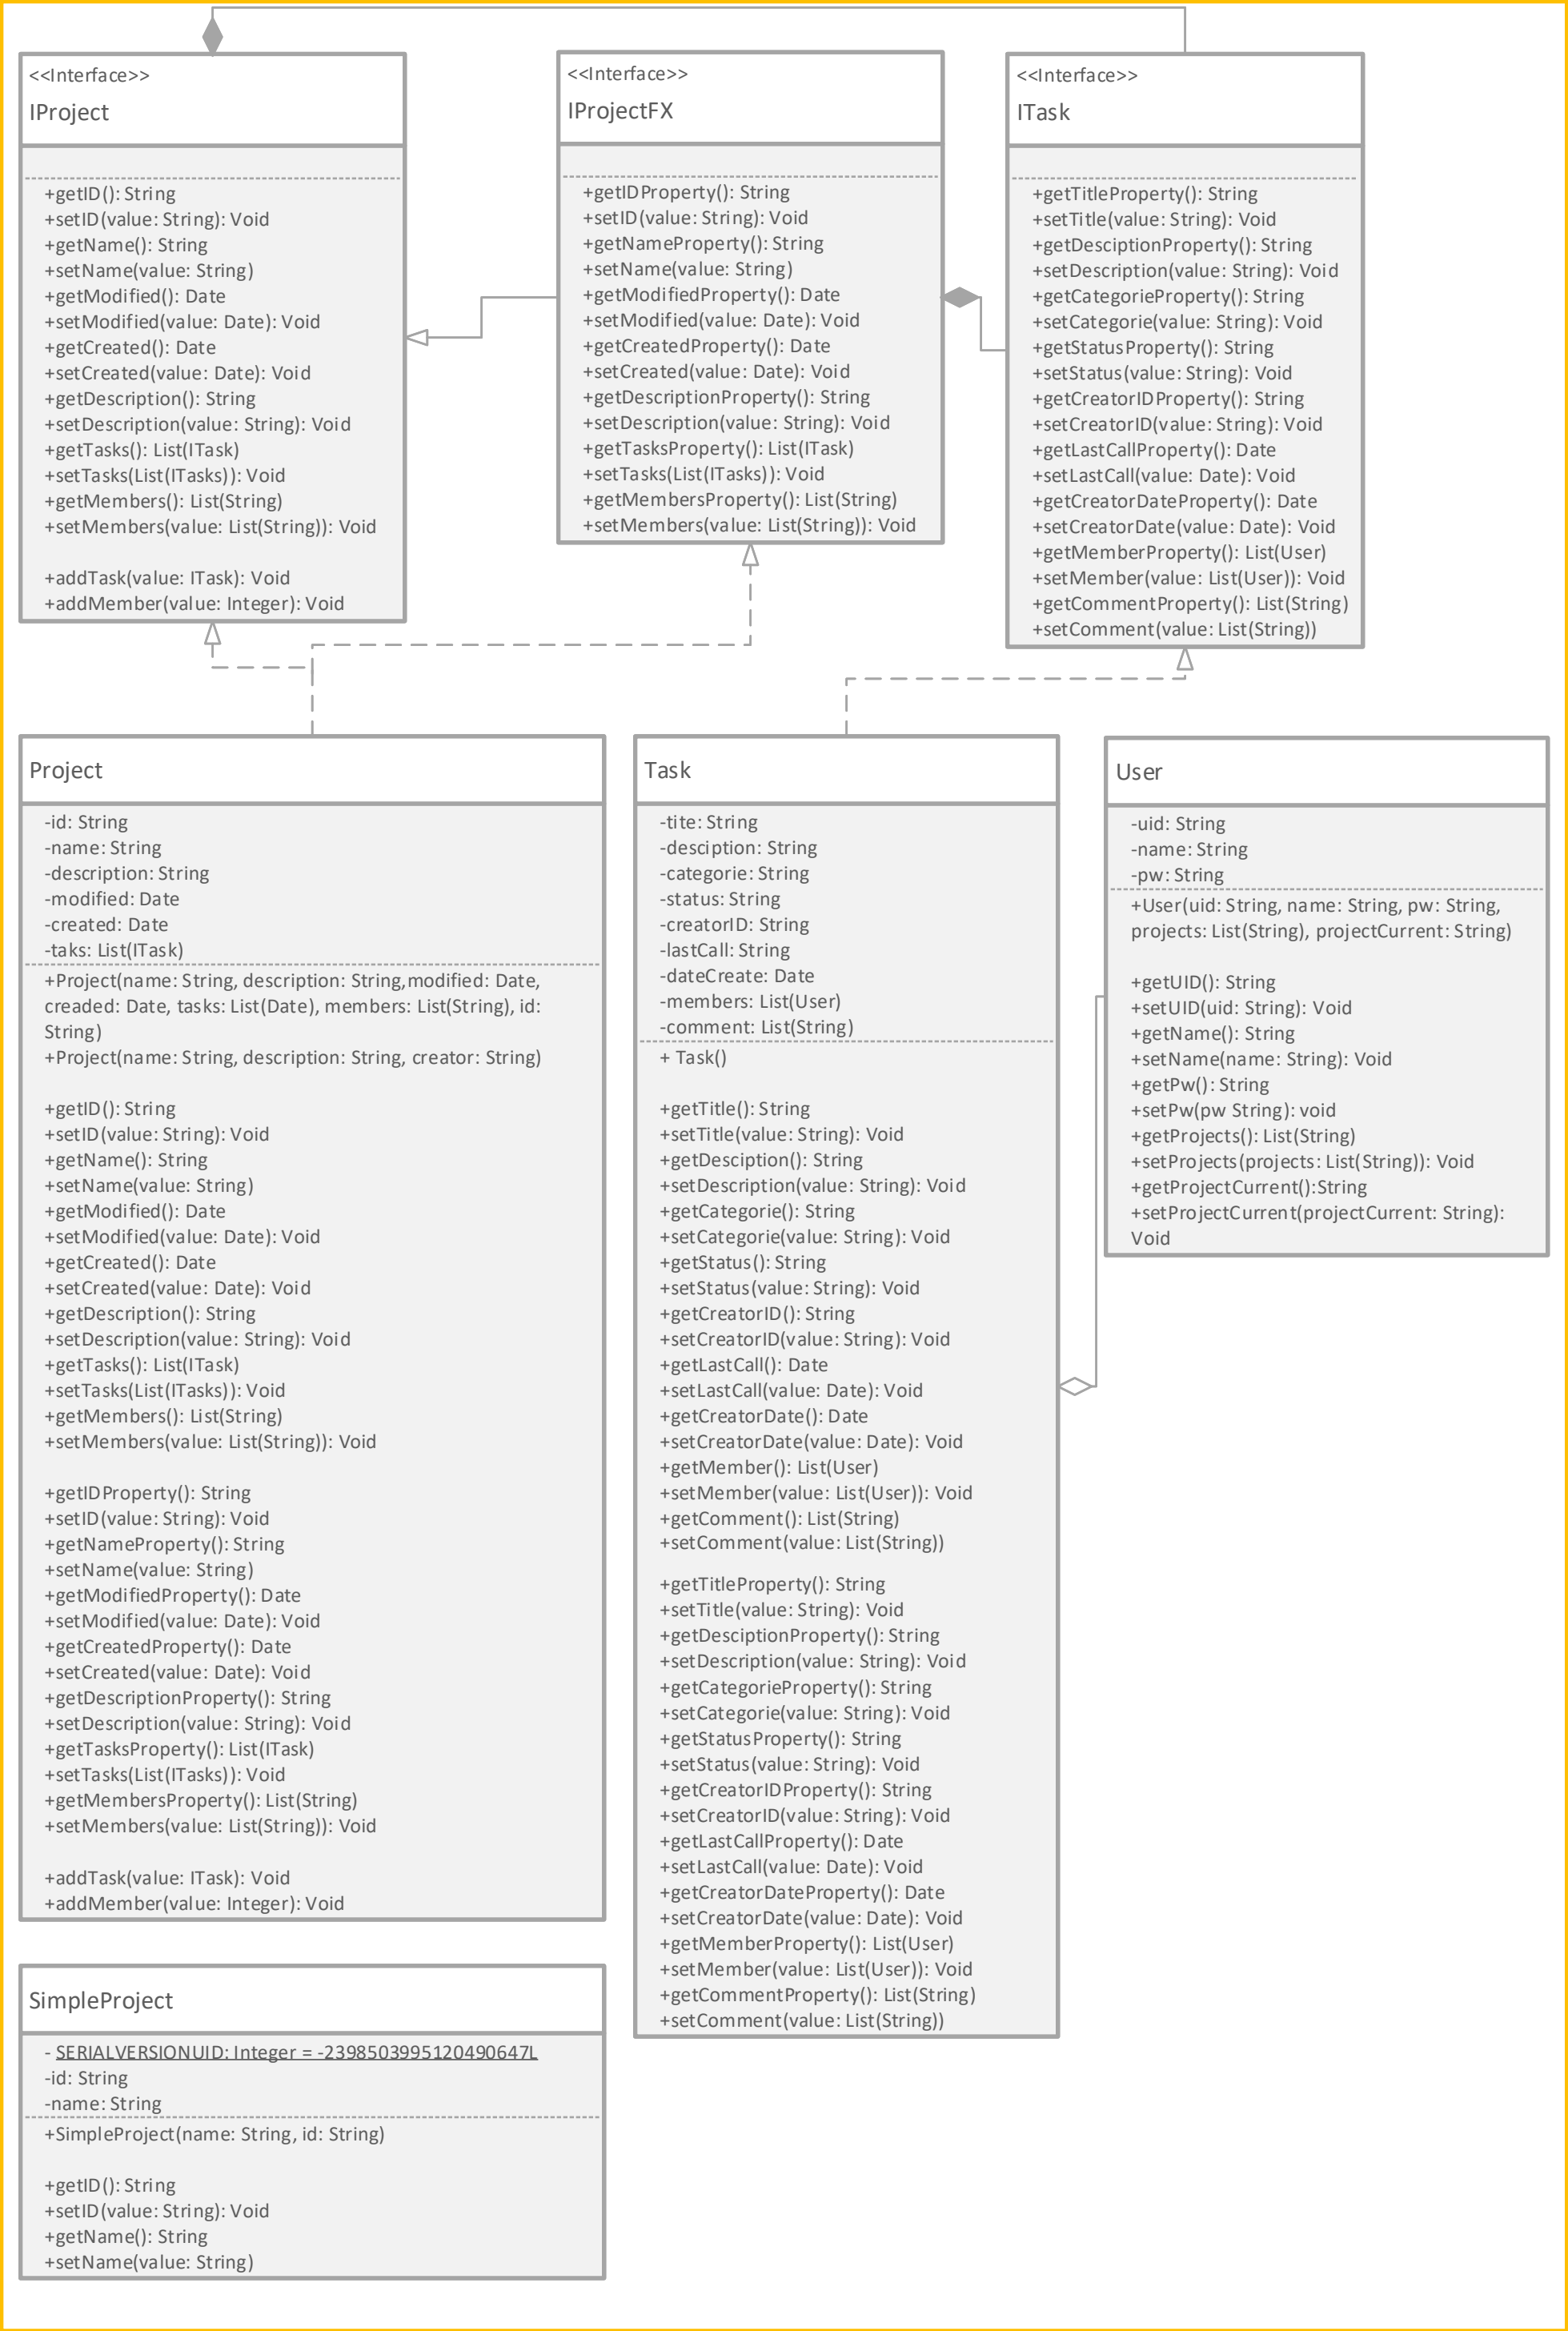 <<Interface>>
IProject
+getID(): String
+setID(value: String): Void
+getName(): String
+setName(value: String)
+getModified(): Date
+setModified(value: Date): Void
+getCreated(): Date
+setCreated(value: Date): Void
+getDescription(): String
+setDescription(value: String): Void
+getTasks(): List(ITask)
+setTasks(List(ITasks)): Void
+getMembers(): List(String)
+setMembers(value: List(String)): Void
+addTask(value: ITask): Void
+addMember(value: Integer): Void
<<Interface>>
IProjectFX
+getIDProperty(): String
+setID(value: String): Void
+getNameProperty(): String
+setName(value: String)
+getModifiedProperty(): Date
+setModified(value: Date): Void
+getCreatedProperty(): Date
+setCreated(value: Date): Void
+getDescriptionProperty(): String
+setDescription(value: String): Void
+getTasksProperty(): List(ITask)
+setTasks(List(ITasks)): Void
+getMembersProperty(): List(String)
+setMembers(value: List(String)): Void
<<Interface>>
ITask
+getTitleProperty(): String
+setTitle(value: String): Void
+getDesciptionProperty(): String
+setDescription(value: String): Void
+getCategorieProperty(): String
+setCategorie(value: String): Void
+getStatusProperty(): String
+setStatus(value: String): Void
+getCreatorIDProperty(): String
+setCreatorID(value: String): Void
+getLastCallProperty(): Date
+setLastCall(value: Date): Void
+getCreatorDateProperty(): Date
+setCreatorDate(value: Date): Void
+getMemberProperty(): List(User)
+setMember(value: List(User)): Void
+getCommentProperty(): List(String)
+setComment(value: List(String))
Project
-id: String
-name: String
-description: String
-modified: Date
-created: Date
-taks: List(ITask)
+Project(name: String, description: String,modified: Date,
creaded: Date, tasks: List(Date), members: List(String), id:
String)
+Project(name: String, description: String, creator: String)
+getID(): String
+setID(value: String): Void
+getName(): String
+setName(value: String)
+getModified(): Date
+setModified(value: Date): Void
+getCreated(): Date
+setCreated(value: Date): Void
+getDescription(): String
+setDescription(value: String): Void
+getTasks(): List(ITask)
+setTasks(List(ITasks)): Void
+getMembers(): List(String)
+setMembers(value: List(String)): Void
+getIDProperty(): String
+setID(value: String): Void
+getNameProperty(): String
+setName(value: String)
+getModifiedProperty(): Date
+setModified(value: Date): Void
+getCreatedProperty(): Date
+setCreated(value: Date): Void
+getDescriptionProperty(): String
+setDescription(value: String): Void
+getTasksProperty(): List(ITask)
+setTasks(List(ITasks)): Void
+getMembersProperty(): List(String)
+setMembers(value: List(String)): Void
+addTask(value: ITask): Void
+addMember(value: Integer): Void
Task
-tite: String
-desciption: String
-categorie: String
-status: String
-creatorID: String
-lastCall: String
-dateCreate: Date
-members: List(User)
-comment: List(String)
+ Task()
+getTitle(): String
+setTitle(value: String): Void
+getDesciption(): String
+setDescription(value: String): Void
+getCategorie(): String
+setCategorie(value: String): Void
+getStatus(): String
+setStatus(value: String): Void
+getCreatorID(): String
+setCreatorID(value: String): Void
+getLastCall(): Date
+setLastCall(value: Date): Void
+getCreatorDate(): Date
+setCreatorDate(value: Date): Void
+getMember(): List(User)
+setMember(value: List(User)): Void
+getComment(): List(String)
+setComment(value: List(String))
+getTitleProperty(): String
+setTitle(value: String): Void
+getDesciptionProperty(): String
+setDescription(value: String): Void
+getCategorieProperty(): String
+setCategorie(value: String): Void
+getStatusProperty(): String
+setStatus(value: String): Void
+getCreatorIDProperty(): String
+setCreatorID(value: String): Void
+getLastCallProperty(): Date
+setLastCall(value: Date): Void
+getCreatorDateProperty(): Date
+setCreatorDate(value: Date): Void
+getMemberProperty(): List(User)
+setMember(value: List(User)): Void
+getCommentProperty(): List(String)
+setComment(value: List(String))
User
-uid: String
-name: String
-pw: String
+User(uid: String, name: String, pw: String,
projects: List(String), projectCurrent: String)
+getUID(): String
+setUID(uid: String): Void
+getName(): String
+setName(name: String): Void
+getPw(): String
+setPw(pw String): void
+getProjects(): List(String)
+setProjects(projects: List(String)): Void
+getProjectCurrent():String
+setProjectCurrent(projectCurrent: String):
Void
SimpleProject
- SERIALVERSIONUID: Integer = -2398503995120490647L
-id: String
-name: String
+SimpleProject(name: String, id: String)
+getID(): String
+setID(value: String): Void
+getName(): String
+setName(value: String)